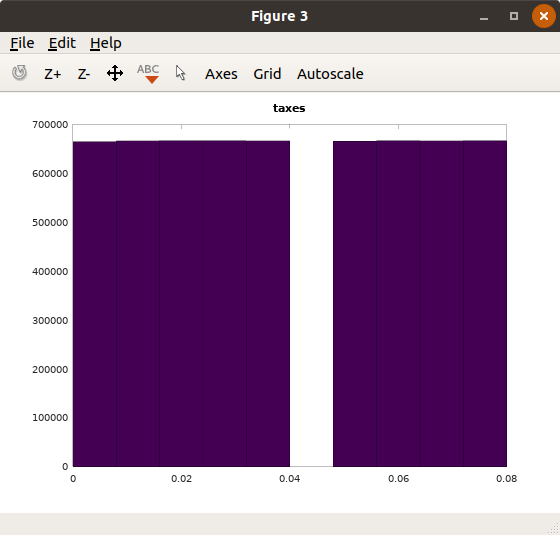 Figure 3
File Edit Help
Z+ Z- ABC Axes Grid Autoscale
taxes
700000
600000
500000
400000
300000
200000
100000
0
0 0.02 0.04 0.06 0.08